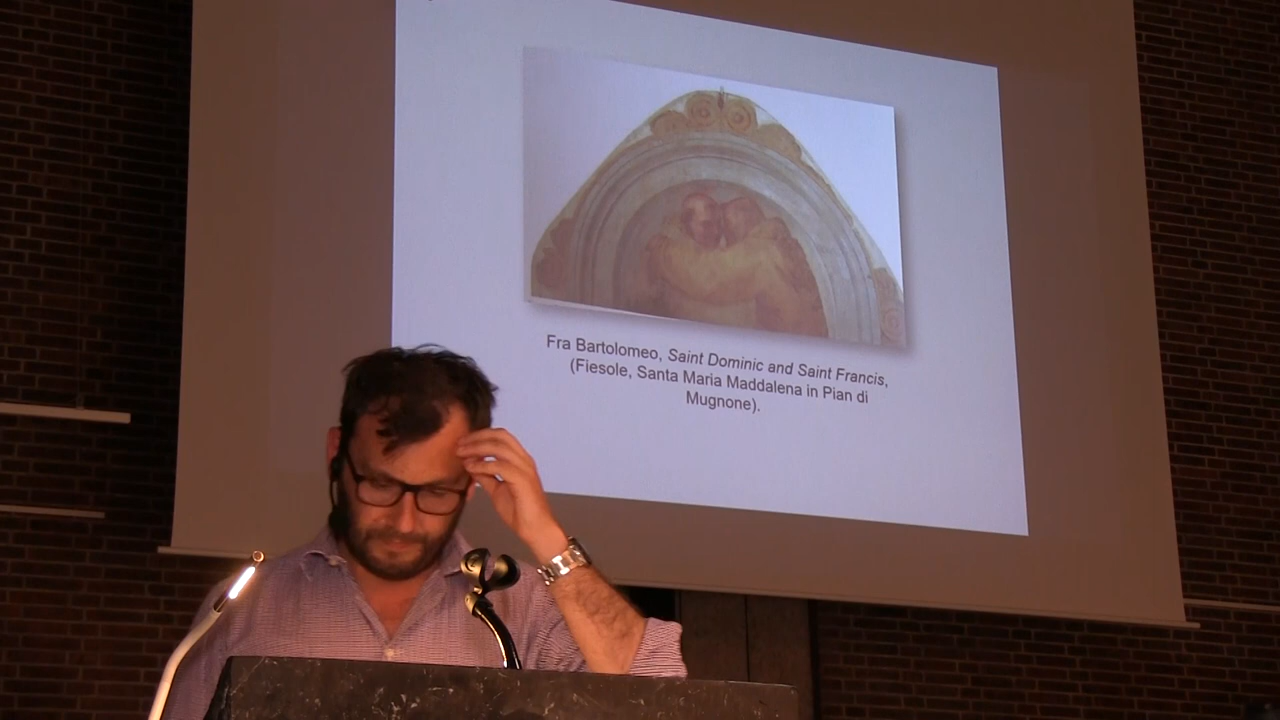 Fra Bartolomeo, Saint Dominic and Saint Francis,
(Fiesole, Santa Maria Maddalena in Pian di
Mugnone).